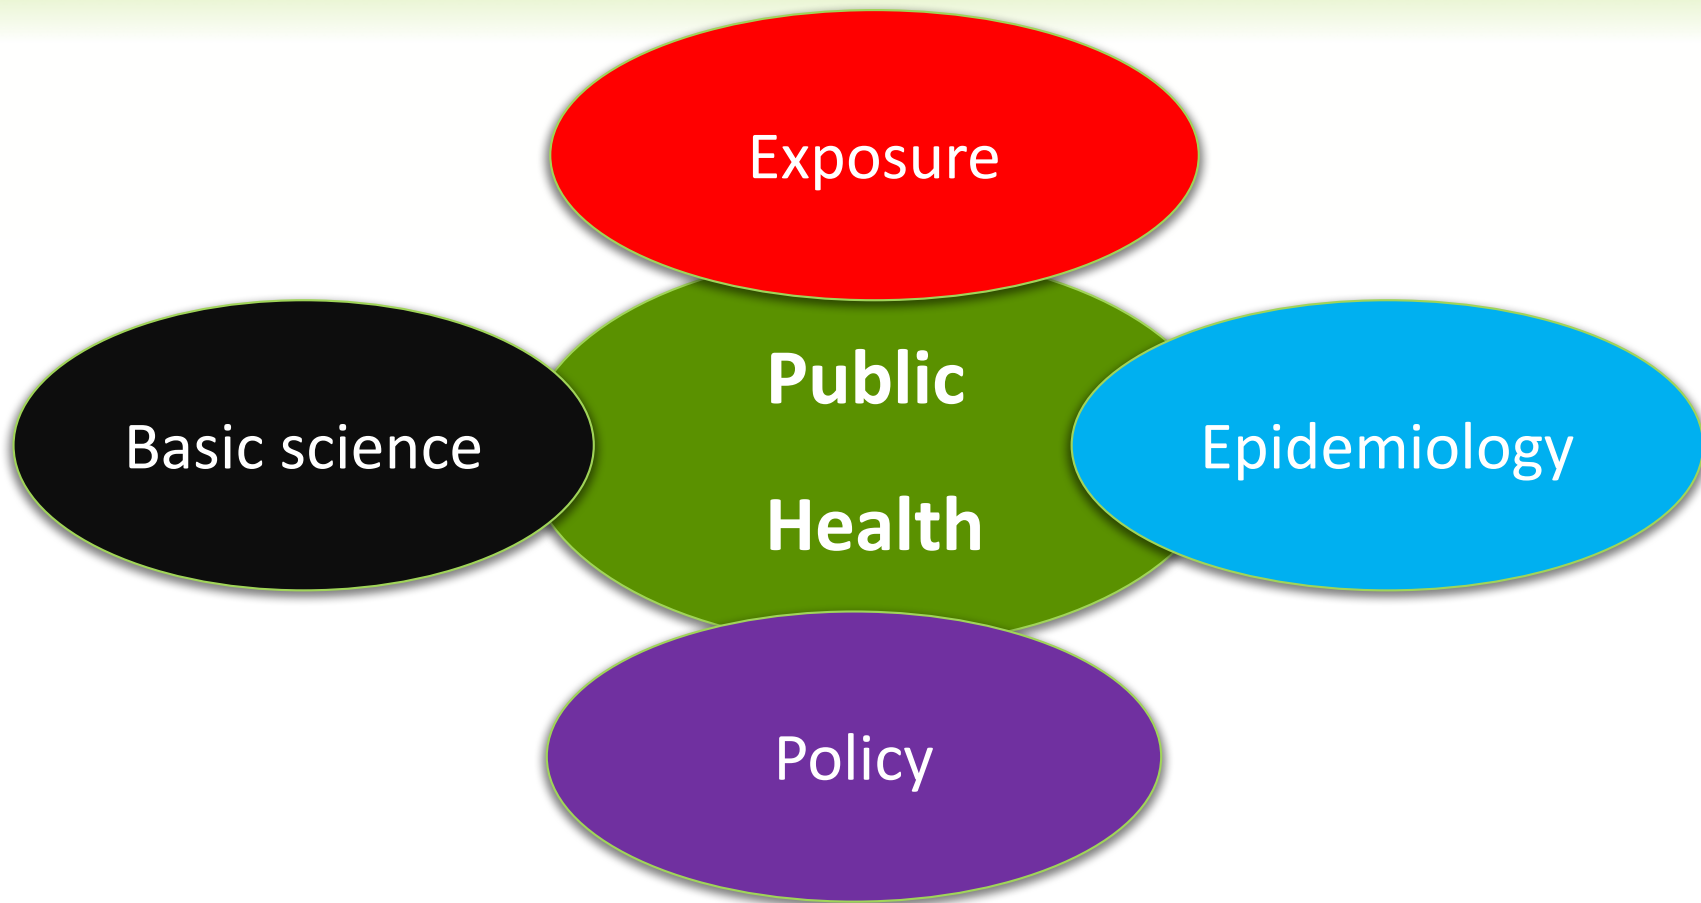 Exposure
Public
Health
Basic science
Epidemiology
Policy